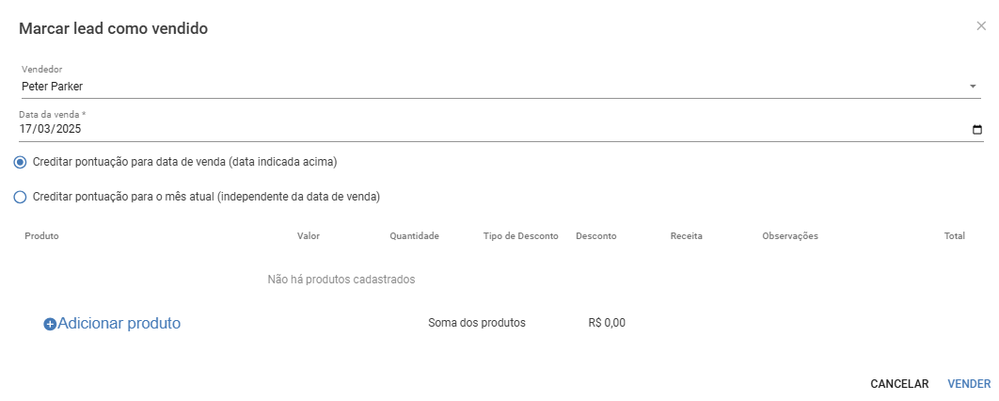 Marcar lead como vendido
Vendedor
Peter Parker
Data da venda *
17/03/2025
Creditar pontuação para data de venda (data indicada acima)
Creditar pontuação para o mês atual (independente da data de venda)
Produto Valor Quantidade Tipo de Desconto Desconto Receita Observações Total
Não há produtos cadastrados
Adicionar produto Soma dos produtos R$ 0,00
CANCELAR VENDER